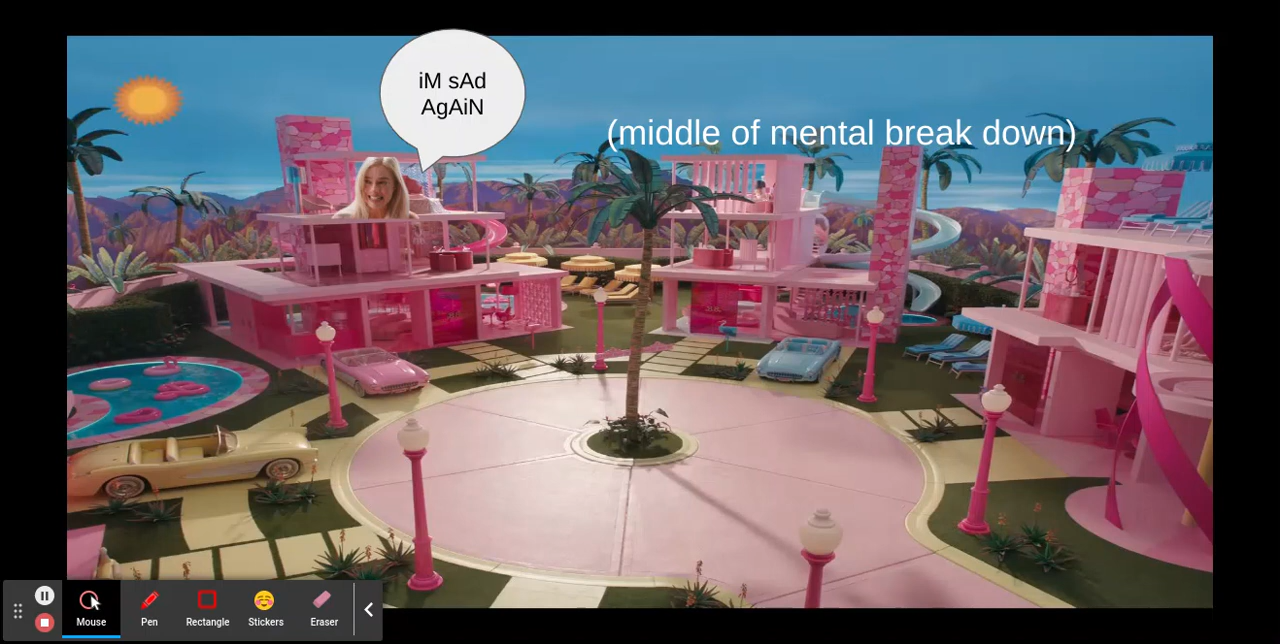 iM sAd
AgAiN
(middle of mental break down)
Mouse
Pen
Rectangle
Stickers
Eraser